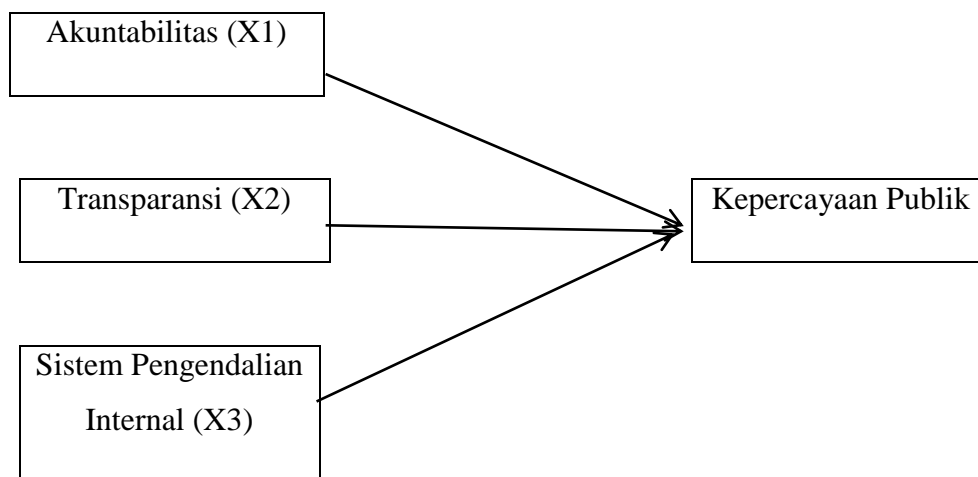 Akuntabilitas (X1)
Transparansi (X2)
Kepercayaan Publik
Sistem Pengendalian
Internal (X3)